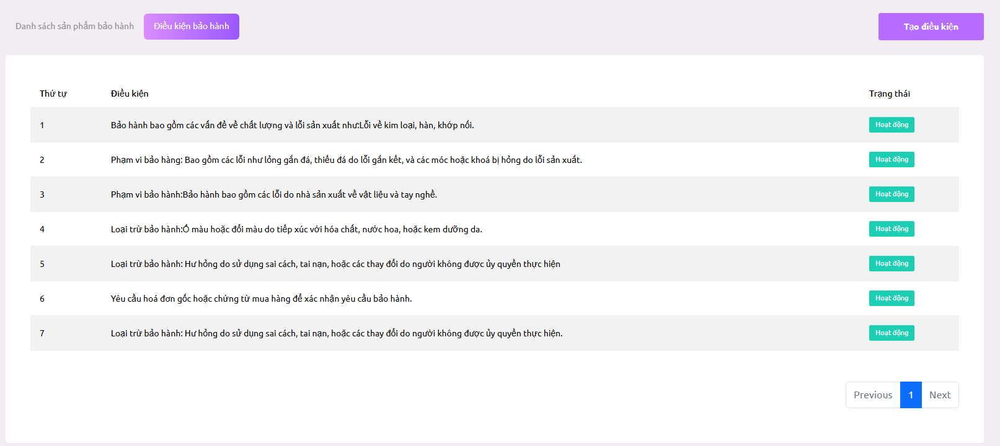 Danh sách sản phẩm bảo hành Điều kiện bảo hành Tạo điều kiện
Thứ tự Điều kiện Trạng thái
1 Bảo hành bao gồm các vấn đề về chất lượng và lỗi sản xuất như:Lỗi về kim loại, hàn, khớp nối. Hoạt động
2 Phạm vi bảo hàng: Bao gồm các lỗi như lỏng gắn đá, thiếu đá do lỗi gắn kết, và các móc hoặc khoá bị hỏng do lỗi sản xuất. Hoạt động
3 Phạm vi bảo hành:Bảo hành bao gồm các lỗi do nhà sản xuất về vật liệu và tay nghề. Hoạt động
4 Loại trừ bảo hành:Ố màu hoặc đổi màu do tiếp xúc với hóa chất, nước hoa, hoặc kem dưỡng da. Hoạt động
5 Loại trừ bảo hành: Hư hỏng do sử dụng sai cách, tai nạn, hoặc các thay đổi do người không được ủy quyền thực hiện Hoạt động
6 Yêu cầu hoá đơn gốc hoặc chứng từ mua hàng để xác nhận yêu cầu bảo hành. Hoạt động
7 Loại trừ bảo hành: Hư hỏng do sử dụng sai cách, tai nạn, hoặc các thay đổi do người không được ủy quyền thực hiện. Hoạt động
Previous 1 Next